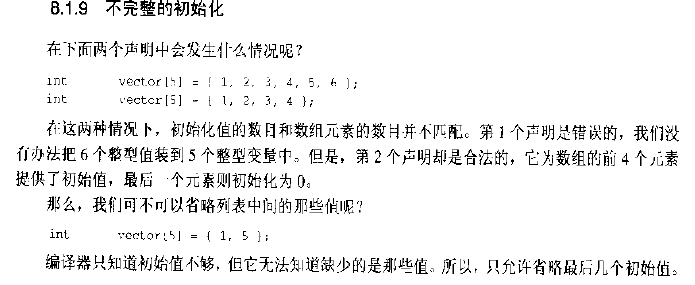 8.1.9 不完整的初始化
在下面两个声明中会发生什么情况呢？
int vector[5] = { 1, 2, 3, 4, 5, 6 };
int vector[5] = { 1, 2, 3, 4 };
在这两种情况下，初始化值的数目和数组元素的数目并不匹配。第1个声明是错误的，我们没
有办法把6个整型值装到5个整型变量中。但是，第2个声明却是合法的，它为数组的前4个元素
提供了初始值，最后一个元素则初始化为0。
那么，我们可不可以省略列表中间的那些值呢？
int vector[5] = { 1, 5 };
编译器只知道初始值不够，但它无法知道缺少的是那些值。所以，只允许省略最后几个初始值。